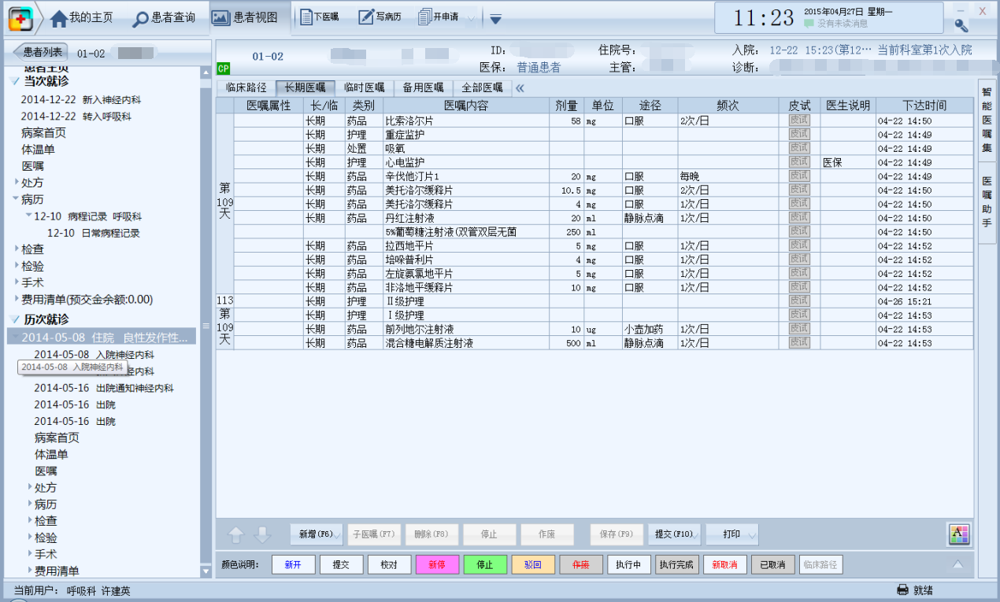 我的主页 患者查询 患者视图 下医嘱 写病历 开申请
11:23 2015年04月27日 星期一
没有未读消息
患者列表 01-02
01-02 ID: 住院号: 入院: 12-22 15:23(第12… 当前科室第1次入院
CP 医保: 普通患者 主管: 诊断:
患者主页
当次就诊
2014-12-22 新入神经内科
2014-12-22 转入呼吸科
病案首页
体温单
医嘱
处方
病历
12-10 病程记录 呼吸科
12-10 日常病程记录
检查
检验
手术
费用清单(预交金余额:0.00)
历次就诊
2014-05-08 住院 良性发作性...
2014-05-08 入院神经内科
2014-05-08 入院神经内科
经内科
2014-05-16 出院通知神经内科
2014-05-16 出院
2014-05-16 出院
病案首页
体温单
医嘱
处方
病历
检查
检验
手术
费用清单
临床路径 长期医嘱 临时医嘱 备用医嘱 全部医嘱 «
医嘱属性 长/临 类别 医嘱内容 剂量 单位 途径 频次 皮试 医生说明 下达时间
第109天
长期 药品 比索洛尔片 58 mg 口服 2次/日 皮试 04-22 14:50
长期 护理 重症监护 皮试 04-22 14:49
长期 处置 吸氧 皮试 04-22 14:49
长期 护理 心电监护 皮试 医保 04-22 14:49
长期 药品 辛伐他汀片1 20 mg 口服 每晚 皮试 04-22 14:49
长期 药品 美托洛尔缓释片 10.5 mg 口服 2次/日 皮试 04-22 14:50
长期 药品 美托洛尔缓释片 4 mg 口服 1次/日 皮试 04-22 14:50
长期 药品 丹红注射液 20 ml 静脉点滴 1次/日 皮试 04-22 14:50
5%葡萄糖注射液(双管双层无菌 250 ml 皮试 04-22 14:50
长期 药品 拉西地平片 5 mg 口服 1次/日 皮试 04-22 14:52
长期 药品 培哚普利片 4 mg 口服 1次/日 皮试 04-22 14:52
长期 药品 左旋氨氯地平片 5 mg 口服 1次/日 皮试 04-22 14:52
长期 药品 非洛地平缓释片 10 mg 口服 1次/日 皮试 04-22 14:52
113 长期 护理 Ⅱ级护理 皮试 04-26 15:21
第109天
长期 护理 Ⅰ级护理 皮试 04-22 14:53
长期 药品 前列地尔注射液 10 ug 小壶加药 1次/日 皮试 04-22 14:53
长期 药品 混合糖电解质注射液 500 ml 静脉点滴 1次/日 皮试 04-22 14:53
智能医嘱集
医嘱助手
新增(F6) 子医嘱(F7) 删除(F8) 停止 作废 保存(F9) 提交(F10) 打印 A
颜色说明: 新开 提交 校对 新停 停止 驳回 作废 执行中 执行完成 新取消 已取消 临床路径
当前用户: 呼吸科 许建英 就绪